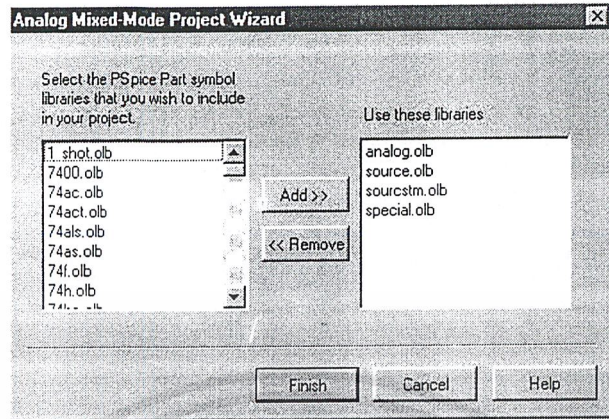 Analog Mixed-Mode Project Wizard
Select the PSpice Part symbol
libraries that you wish to include
in your project.
1_shot.olb
7400.olb
74ac.olb
74act.olb
74als.olb
74as.olb
74f.olb
74h.olb
Add >>
<< Remove
Use these libraries
analog.olb
source.olb
sourcstm.olb
special.olb
Finish
Cancel
Help